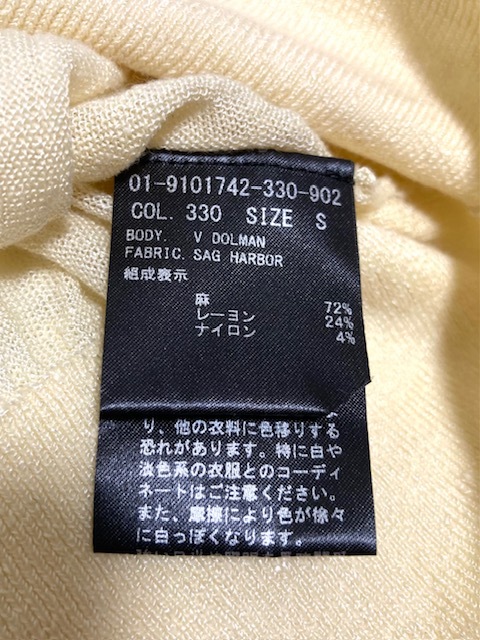 01-9101742-330-902
COL. 330 SIZE S
BODY. V DOLMAN
FABRIC. SAG HARBOR
組成表示
麻 72%
レーヨン 24%
ナイロン 4%
り、他の衣料に色移りする
恐れがあります。特に白や
淡色系の衣服とのコーディ
ネートはご注意ください。
また、摩擦により色が徐々
に白っぽくなります。